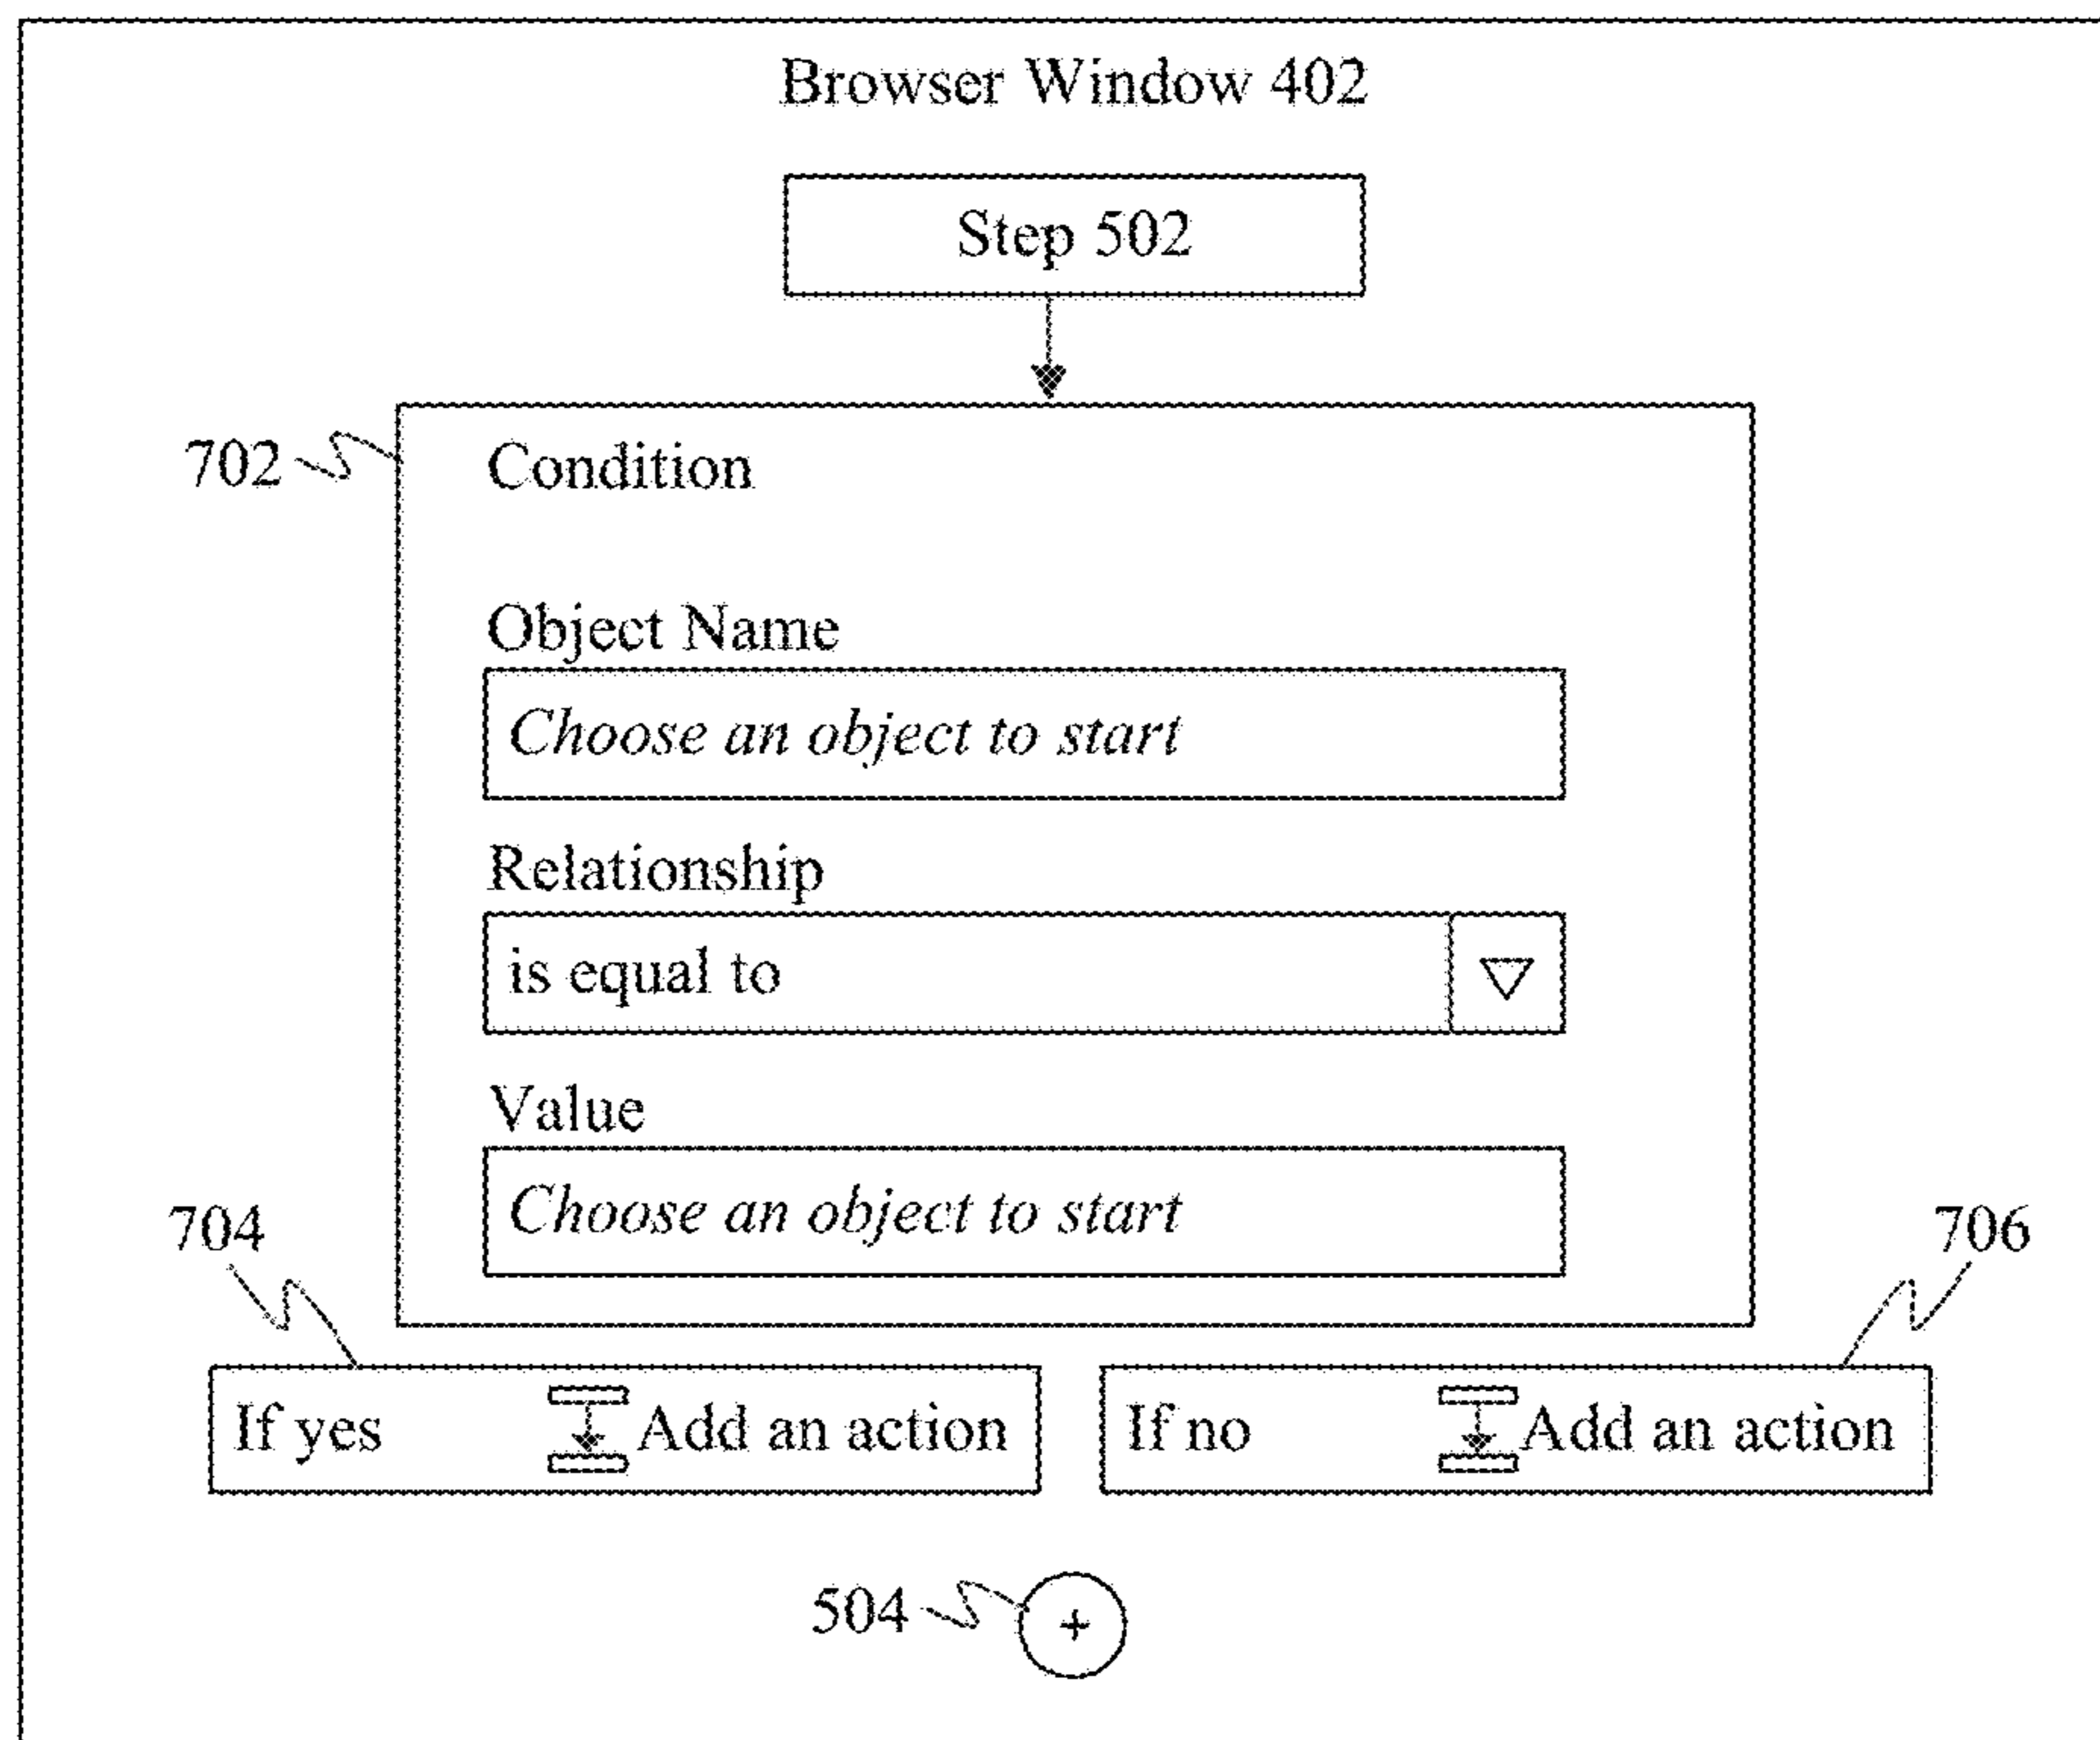 Browser Window 402
Step 502
702
Condition
Object Name
Choose an object to start
Relationship
is equal to
Value
Choose an object to start
704
706
If yes Add an action
If no Add an action
504
+